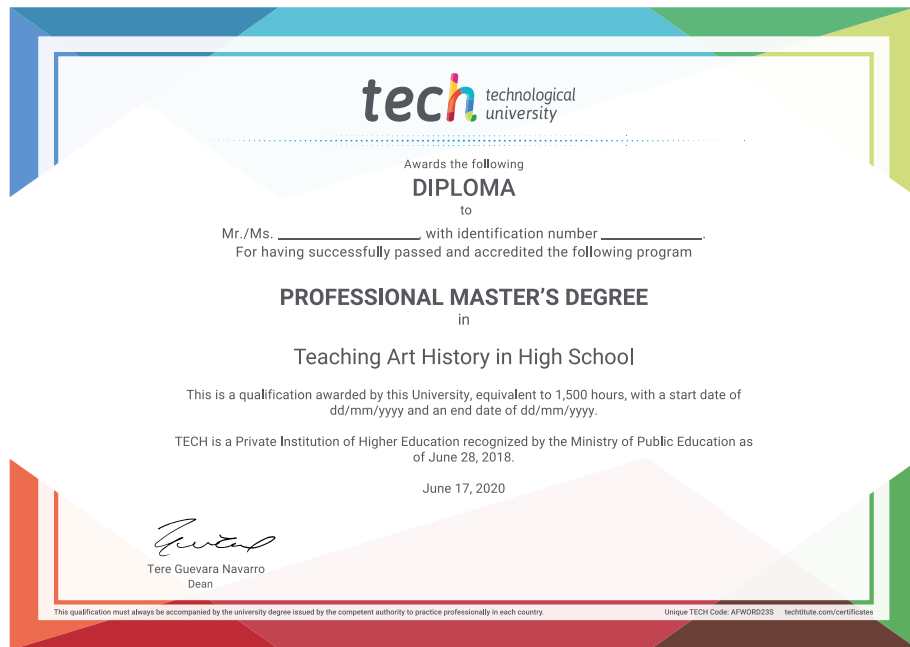 tech technological
university
Awards the following
DIPLOMA
to
Mr./Ms. ____________________, with identification number ______________.
For having successfully passed and accredited the following program
PROFESSIONAL MASTER'S DEGREE
in
Teaching Art History in High School
This is a qualification awarded by this University, equivalent to 1,500 hours, with a start date of
dd/mm/yyyy and an end date of dd/mm/yyyy.
TECH is a Private Institution of Higher Education recognized by the Ministry of Public Education as
of June 28, 2018.
June 17, 2020
Tere Guevara Navarro
Dean
This qualification must always be accompanied by the university degree issued by the competent authority to practice professionally in each country. Unique TECH Code: AFWORD23S techtitute.com/certificates